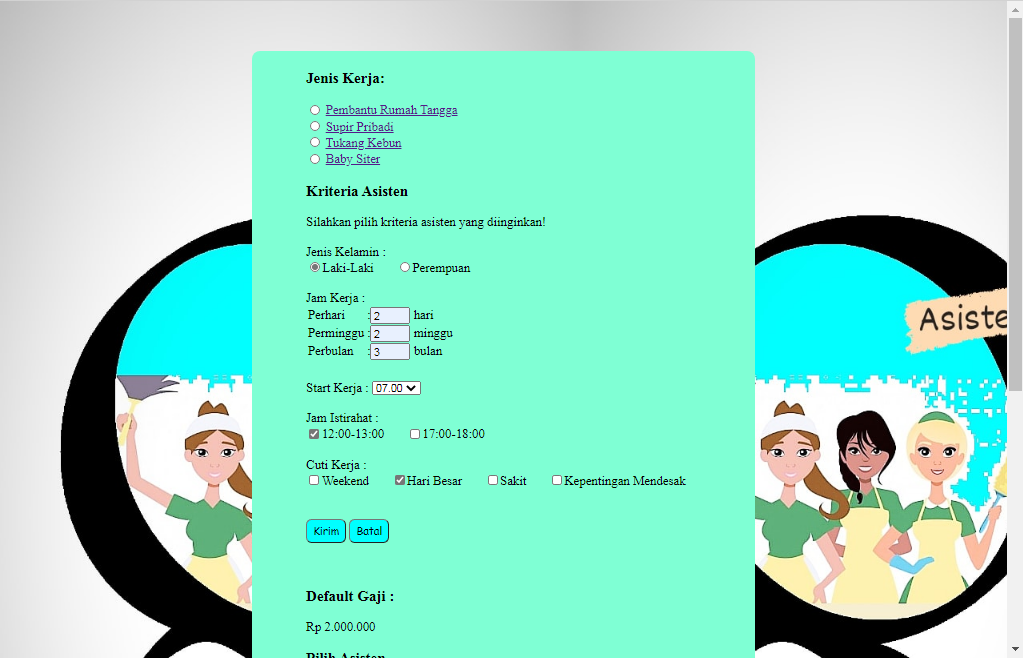 Jenis Kerja:
Pembantu Rumah Tangga
Supir Pribadi
Tukang Kebun
Baby Siter
Kriteria Asisten
Silahkan pilih kriteria asisten yang diinginkan!
Jenis Kelamin :
Laki-Laki Perempuan
Jam Kerja :
Perhari : 2 hari
Perminggu : 2 minggu
Perbulan : 3 bulan
Start Kerja : 07.00
Jam Istirahat :
12:00-13:00 17:00-18:00
Cuti Kerja :
Weekend Hari Besar Sakit Kepentingan Mendesak
Kirim Batal
Default Gaji :
Rp 2.000.000
Pilih Asisten
Asiste